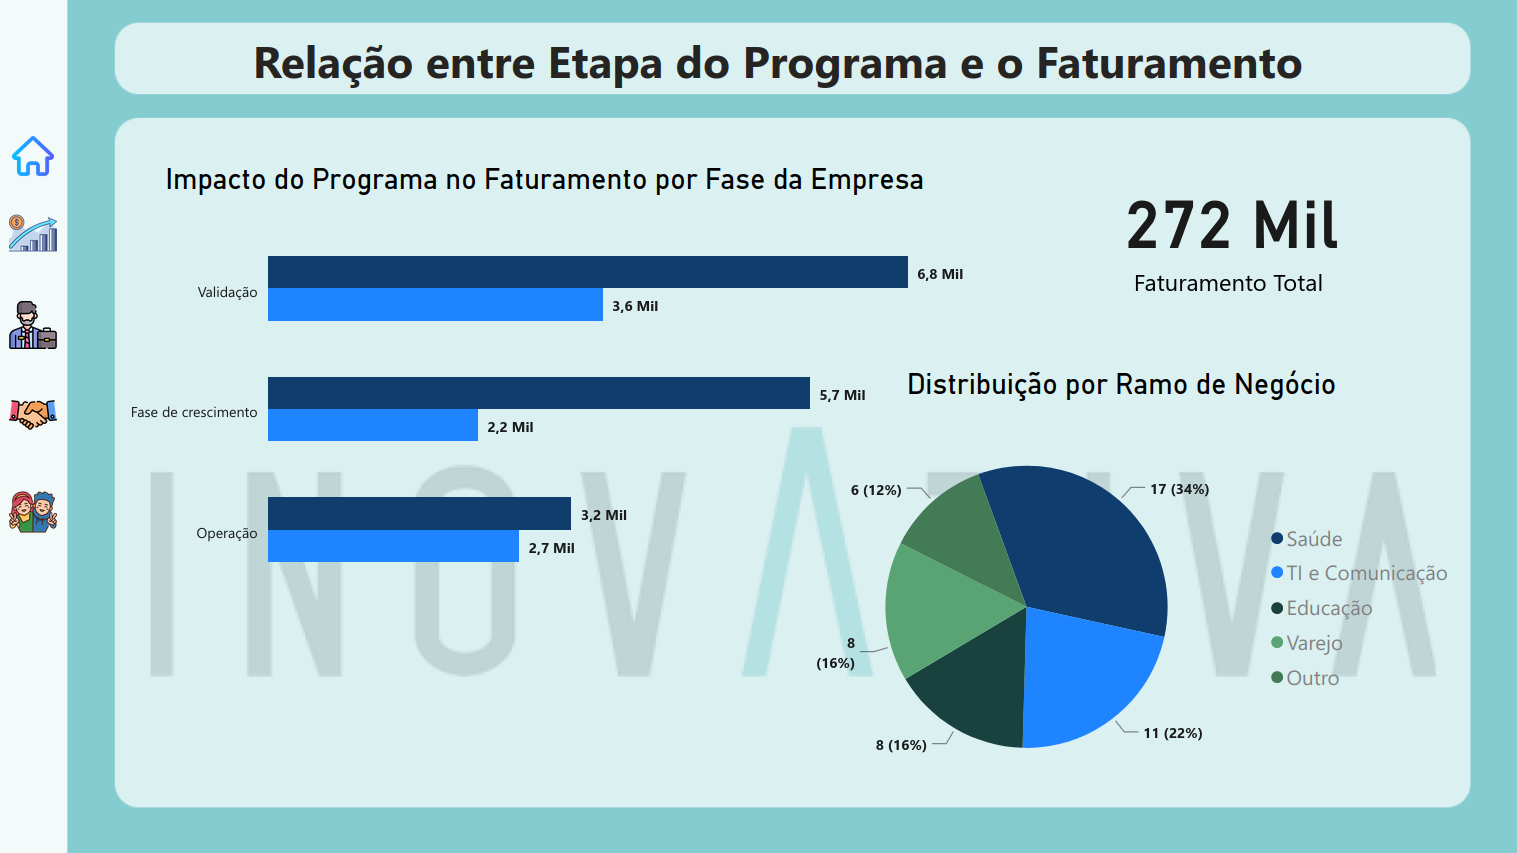 Relação entre Etapa do Programa e o Faturamento
Impacto do Programa no Faturamento por Fase da Empresa
Validação
6,8 Mil
3,6 Mil
Fase de crescimento
5,7 Mil
2,2 Mil
Operação
3,2 Mil
2,7 Mil
272 Mil
Faturamento Total
Distribuição por Ramo de Negócio
17 (34%)
11 (22%)
8 (16%)
8
(16%)
6 (12%)
Saúde
TI e Comunicação
Educação
Varejo
Outro
INOVATIVA